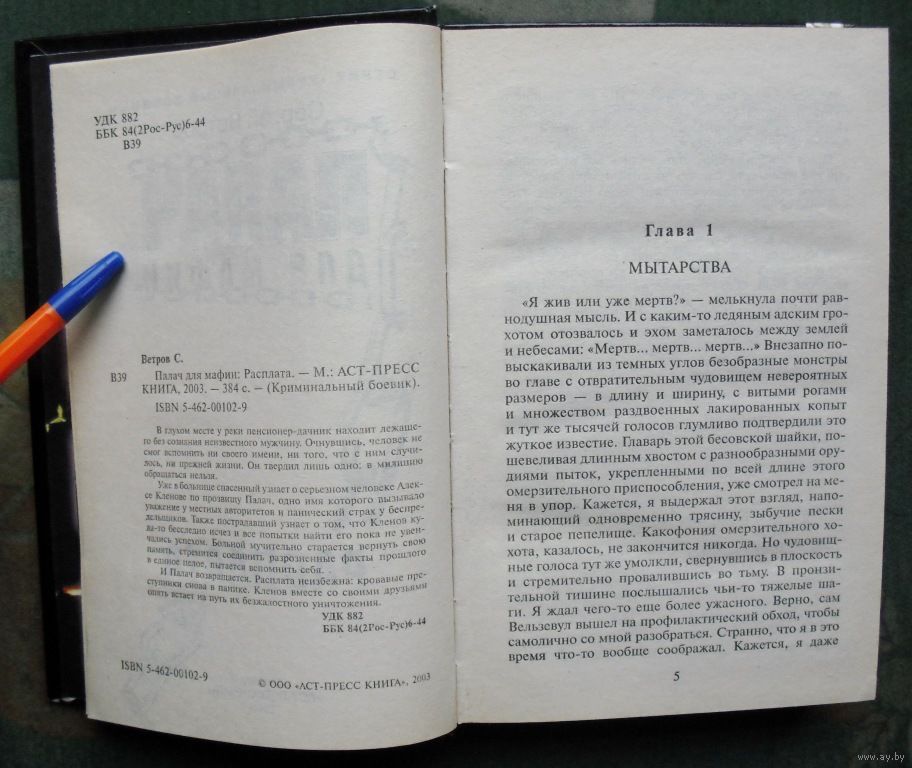 УДК 882
ББК 84(2Рос-Рус)6-44
В39
Ветров С.
В39 Палач для мафии: Расплата. — М.: АСТ-ПРЕСС
КНИГА, 2003. — 384 с. — (Криминальный боевик).
ISBN 5-462-00102-9
В глухом месте у реки пенсионер-дачник находит лежаще-
го без сознания неизвестного мужчину. Очнувшись, человек не
смог вспомнить ни своего имени, ни того, что с ним случи-
лось, ни прежней жизни. Он твердил лишь одно: в милицию
обращаться нельзя.
Уже в больнице спасенный узнает о серьезном человеке Алек-
се Кленове по прозвищу Палач, одно имя которого вызывало
уважение у местных авторитетов и панический страх у беспре-
дельщиков. Также пострадавший узнает о том, что Кленов ку-
да-то бесследно исчез и все попытки найти его пока не увен-
чались успехом. Больной мучительно старается вернуть свою
память, стремится соединить разрозненные факты прошлого
в единое целое, пытается вспомнить себя.
И Палач возвращается. Расплата неизбежна: кровавые пре-
ступники снова в панике. Кленов вместе со своими друзьями
опять встает на путь их безжалостного уничтожения.
УДК 882
ББК 84(2Рос-Рус)6-44
ISBN 5-462-00102-9
© ООО «АСТ-ПРЕСС КНИГА», 2003
Глава 1
МЫТАРСТВА
«Я жив или уже мертв?» — мелькнула почти рав-
нодушная мысль. И с каким-то ледяным адским гро-
хотом отозвалось и эхом заметалось между землей
и небесами: «Мертв... мертв... мертв...» Внезапно по-
выскакивали из темных углов безобразные монстры
во главе с отвратительным чудовищем невероятных
размеров — в длину и ширину, с витыми рогами
и множеством раздвоенных лакированных копыт
и тут же тысячей голосов глумливо подтвердили это
жуткое известие. Главарь этой бесовской шайки, по-
шевеливая длинным хвостом с разнообразными ору-
диями пыток, укрепленными по всей длине этого
омерзительного приспособления, уже смотрел на ме-
ня в упор. Кажется, я выдержал этот взгляд, напо-
минающий одновременно трясину, зыбучие пески
и старое пепелище. Какофония омерзительного хо-
хота, казалось, не закончится никогда. Но чудовищ-
ные голоса тут же умолкли, свернувшись в плоскость
и стремительно провалившись во тьму. В пронзи-
тельной тишине послышались чьи-то тяжелые ша-
ги. Я ждал чего-то еще более ужасного. Верно, сам
Вельзевул вышел на профилактический обход, чтобы
самолично со мной разобраться. Странно, что я в это
время что-то вообще соображал. Кажется, я даже
5
www.ay.by